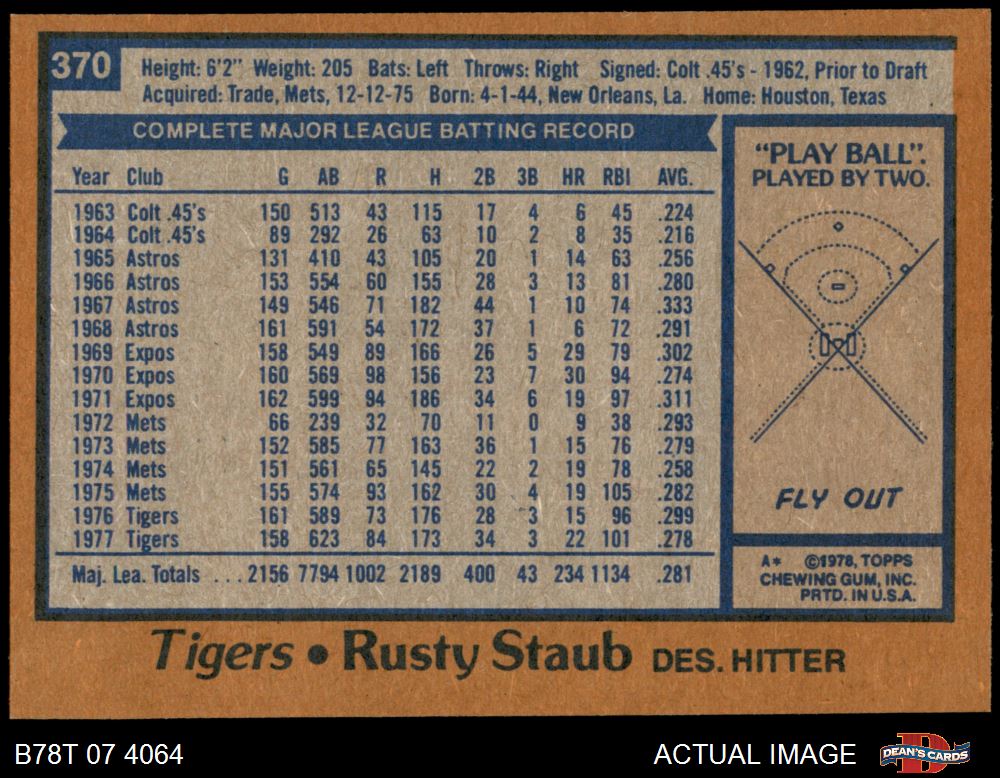 370
Height: 6'2" Weight: 205 Bats: Left Throws: Right Signed: Colt .45's - 1962, Prior to Draft
Acquired: Trade, Mets, 12-12-75 Born: 4-1-44, New Orleans, La. Home: Houston, Texas
COMPLETE MAJOR LEAGUE BATTING RECORD
Year Club G AB R H 2B 3B HR RBI AVG.
1963 Colt .45's 150 513 43 115 17 4 6 45 .224
1964 Colt .45's 89 292 26 63 10 2 8 35 .216
1965 Astros 131 410 43 105 20 1 14 63 .256
1966 Astros 153 554 60 155 28 3 13 81 .280
1967 Astros 149 546 71 182 44 1 10 74 .333
1968 Astros 161 591 54 172 37 1 6 72 .291
1969 Expos 158 549 89 166 26 5 29 79 .302
1970 Expos 160 569 98 156 23 7 30 94 .274
1971 Expos 162 599 94 186 34 6 19 97 .311
1972 Mets 66 239 32 70 11 0 9 38 .293
1973 Mets 152 585 77 163 36 1 15 76 .279
1974 Mets 151 561 65 145 22 2 19 78 .258
1975 Mets 155 574 93 162 30 4 19 105 .282
1976 Tigers 161 589 73 176 28 3 15 96 .299
1977 Tigers 158 623 84 173 34 3 22 101 .278
Maj. Lea. Totals ... 2156 7794 1002 2189 400 43 234 1134 .281
"PLAY BALL".
PLAYED BY TWO.
FLY OUT
A* ©1978, TOPPS
CHEWING GUM, INC.
PRTD. IN U.S.A.
Tigers • Rusty Staub DES. HITTER
B78T 07 4064
ACTUAL IMAGE
DEAN'S CARDS